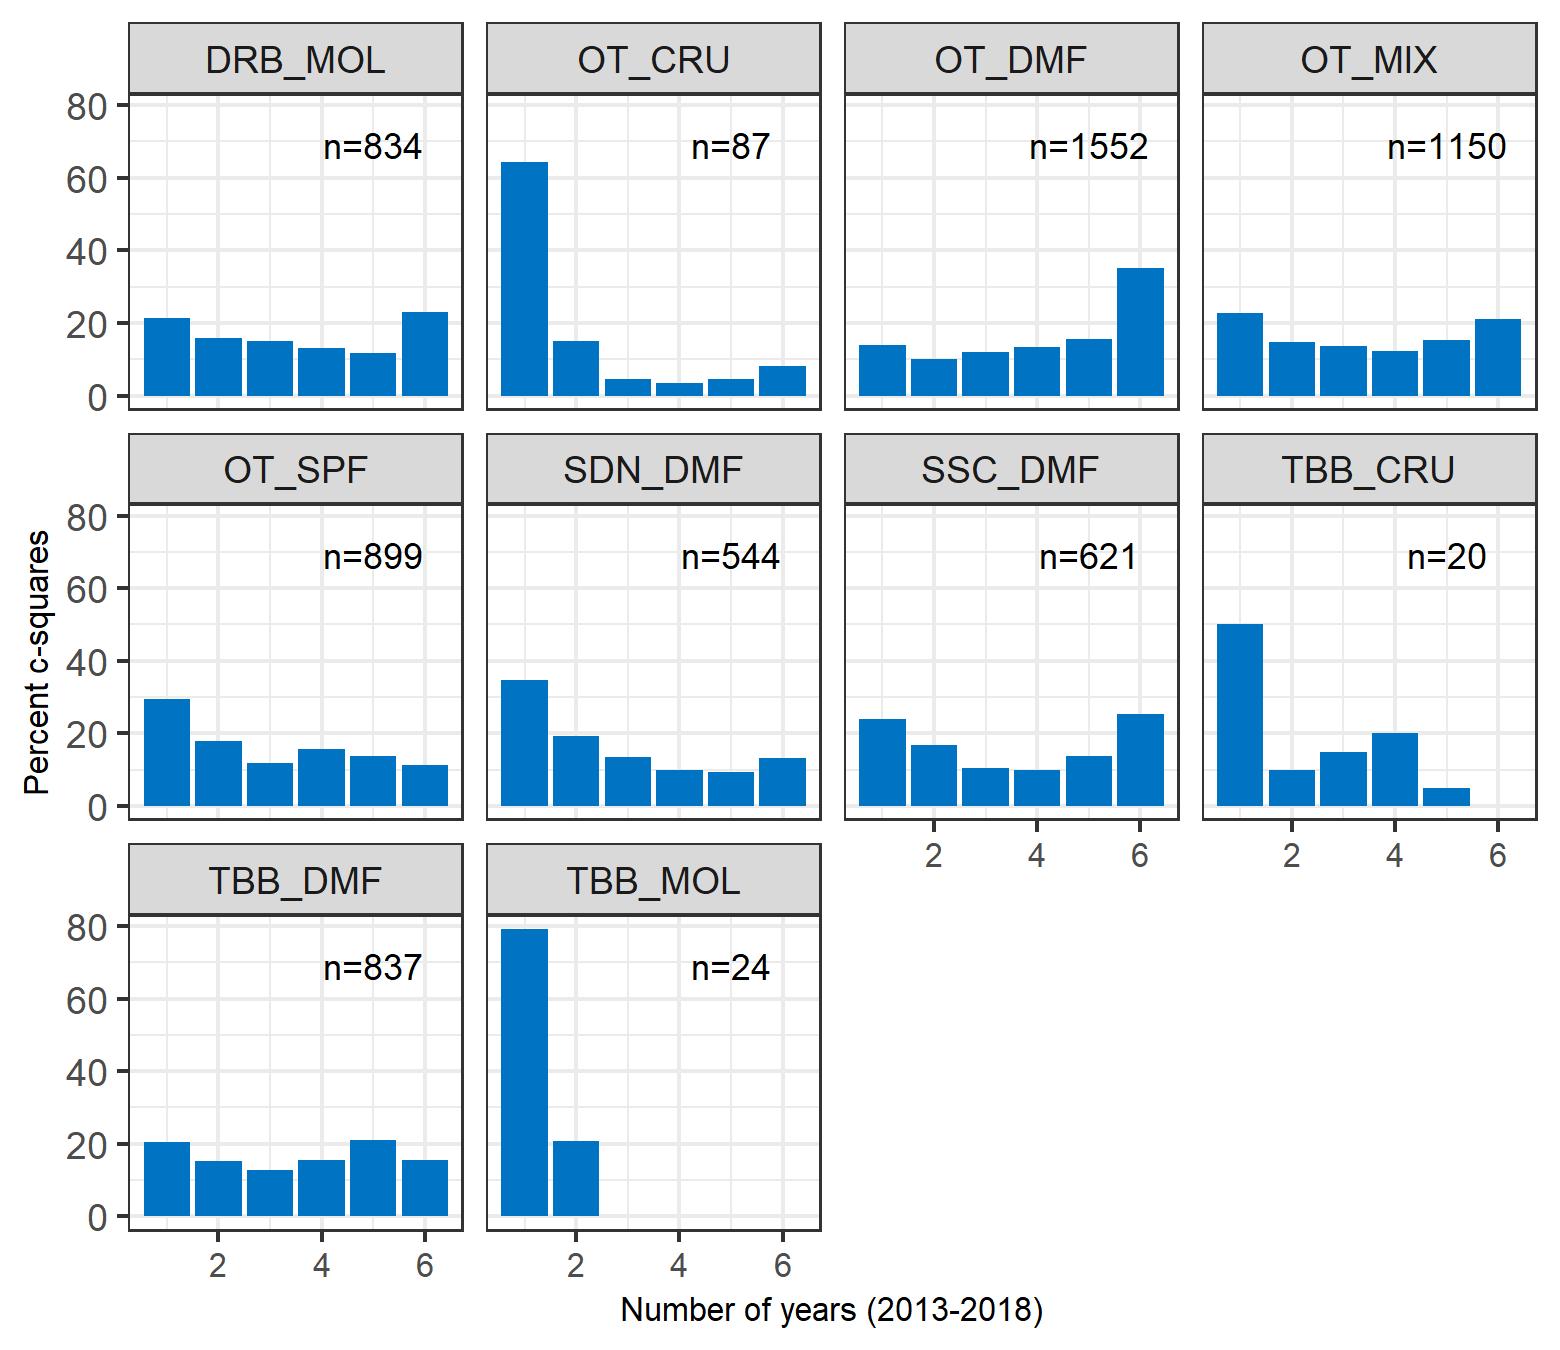 DRB_MOL OT_CRU OT_DMF OT_MIX
80
n=834 n=87 n=1552 n=1150
60
40
20
0
OT_SPF SDN_DMF SSC_DMF TBB_CRU
80
n=899 n=544 n=621 n=20
60
40
20
0
2 4 6 2 4 6
Percent c-squares
TBB_DMF TBB_MOL
80
n=837 n=24
60
40
20
0
2 4 6 2 4 6
Number of years (2013-2018)